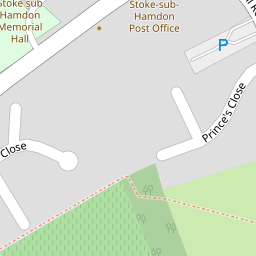 Stoke sub
Hamdon
Memorial
Hall
Stoke-sub-
Hamdon
Post Office
P
Prince's Close
Close